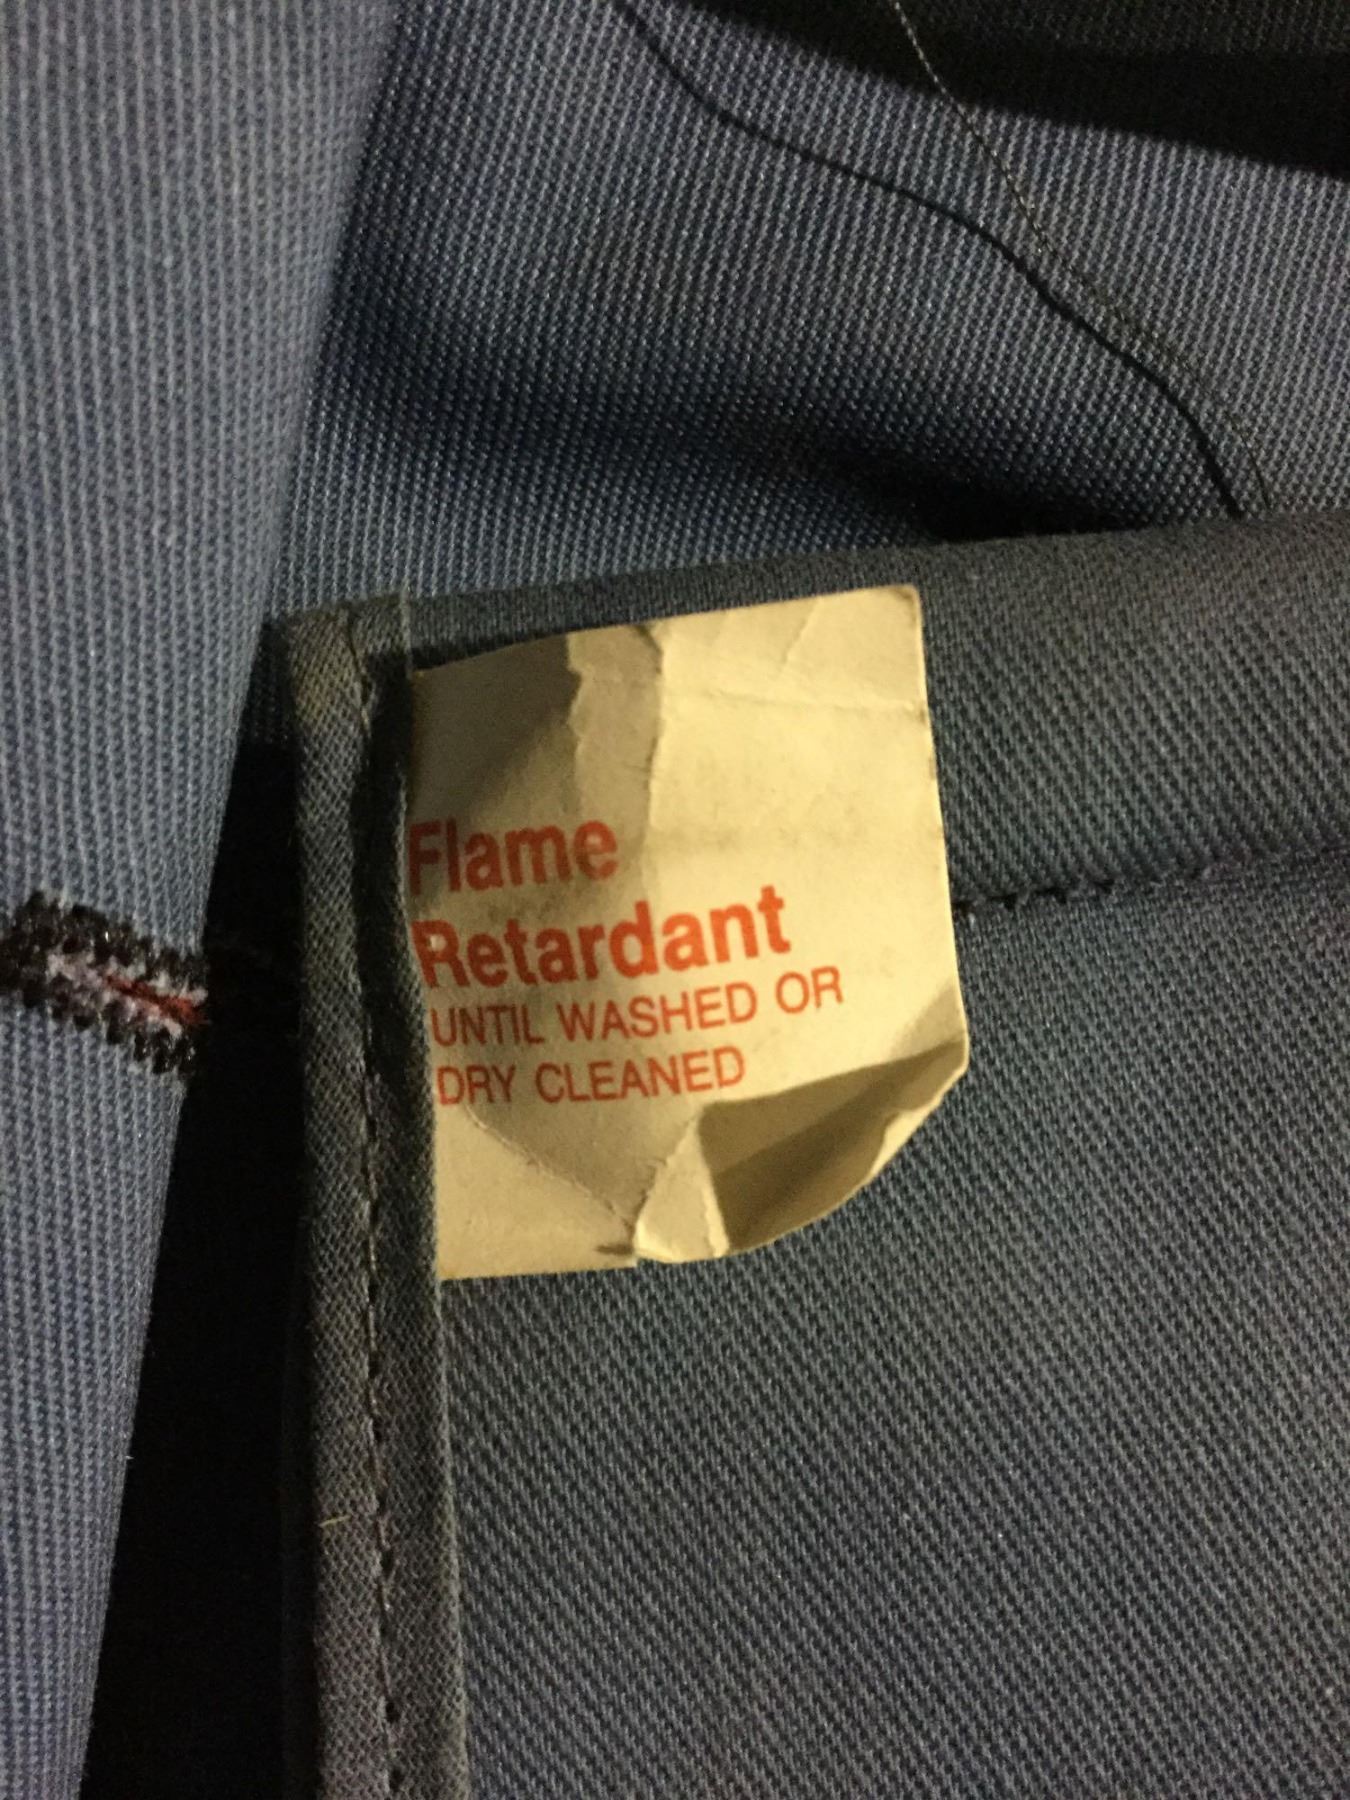 Flame
Retardant
UNTIL WASHED OR
DRY CLEANED